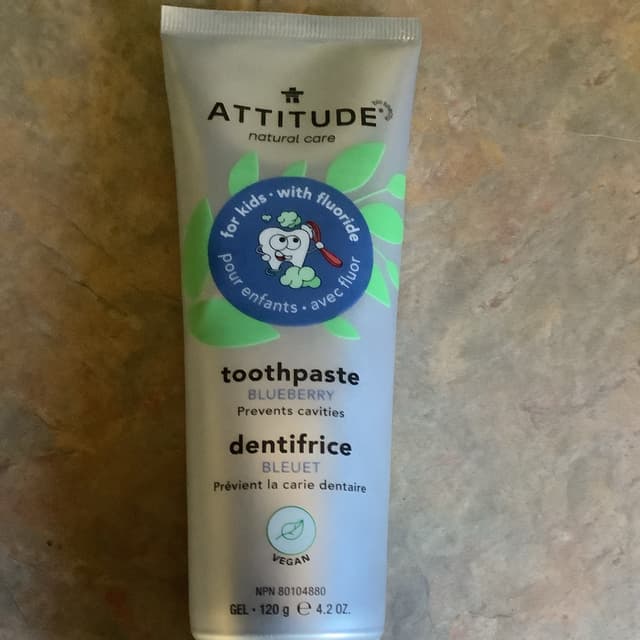 ATTITUDE
natural care
for kids · with fluoride
pour enfants · avec fluor
toothpaste
BLUEBERRY
Prevents cavities
dentifrice
BLEUET
Prévient la carie dentaire
VEGAN
NPN 80104880
GEL · 120 g ℮ 4.2 OZ.